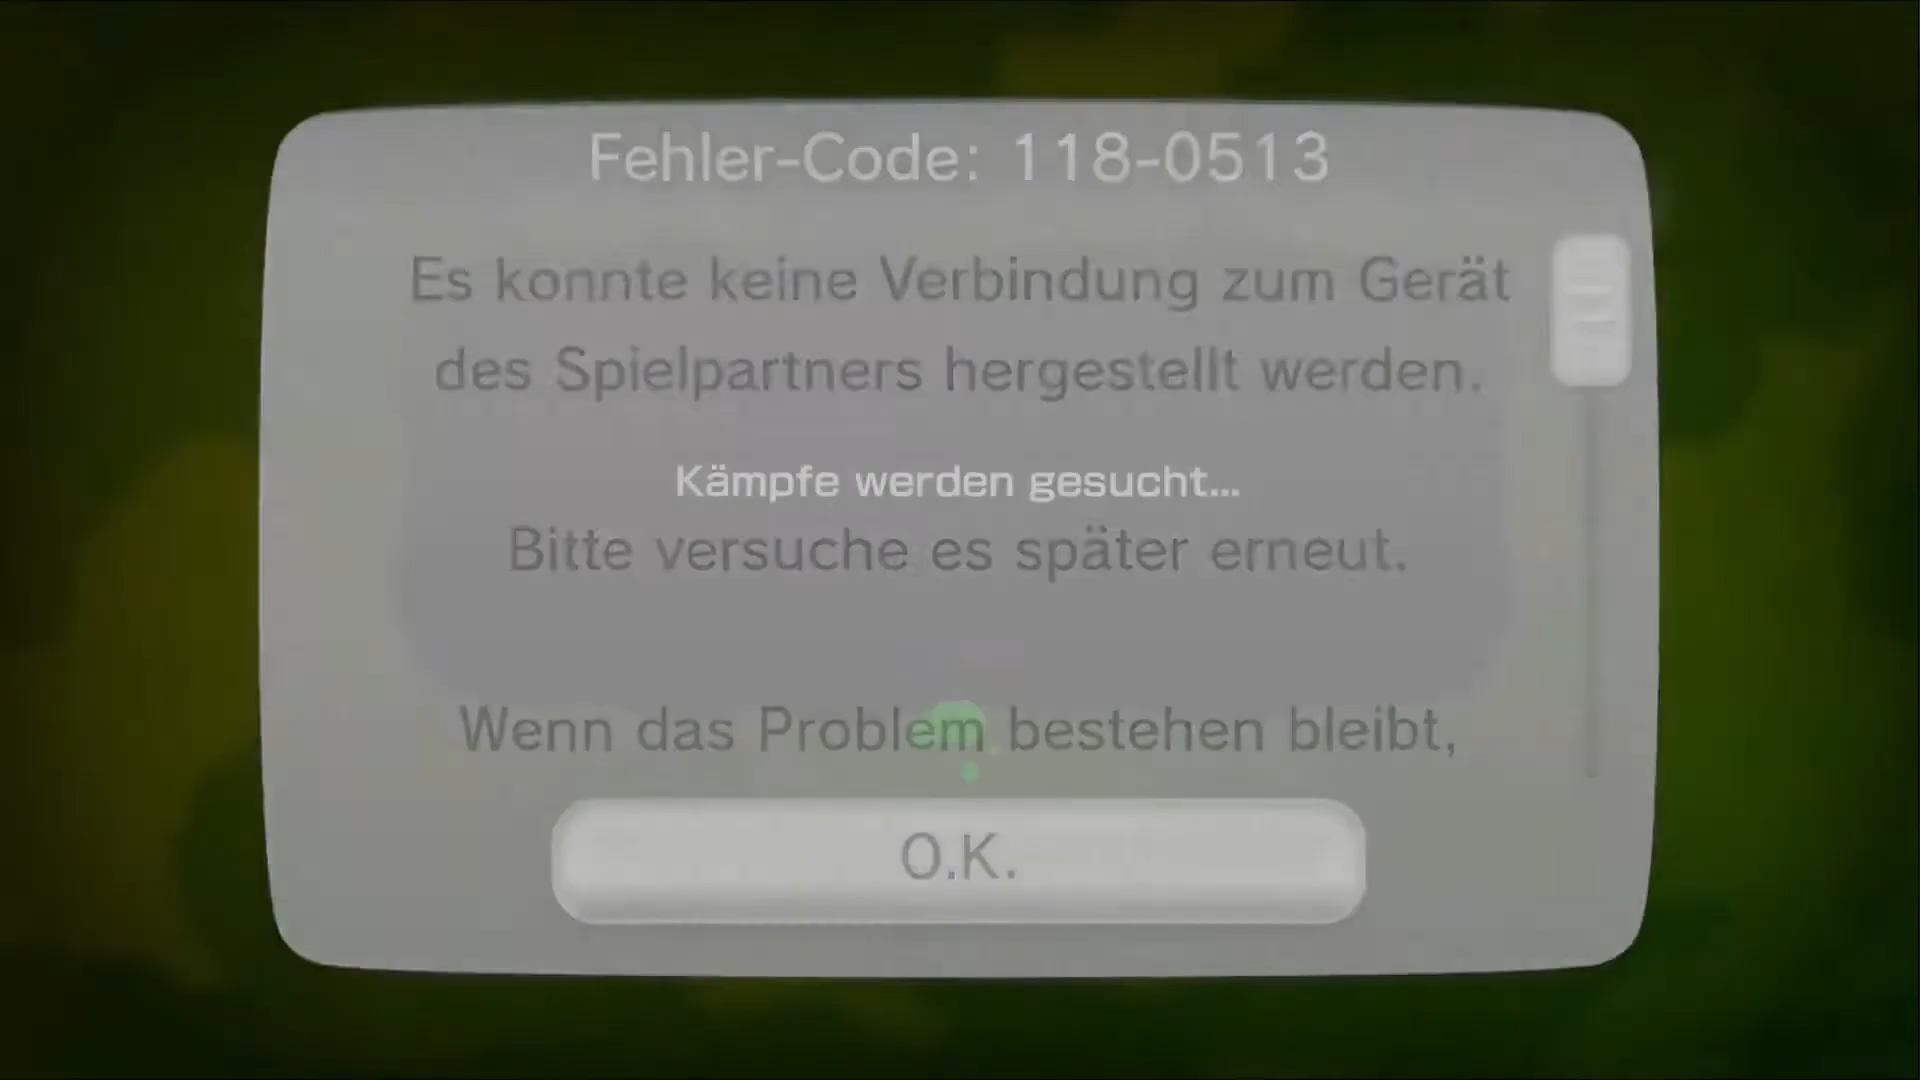 Fehler-Code: 118-0513
Es konnte keine Verbindung zum Gerät
des Spielpartners hergestellt werden.
Kämpfe werden gesucht...
Bitte versuche es später erneut.
Wenn das Problem bestehen bleibt,
O.K.